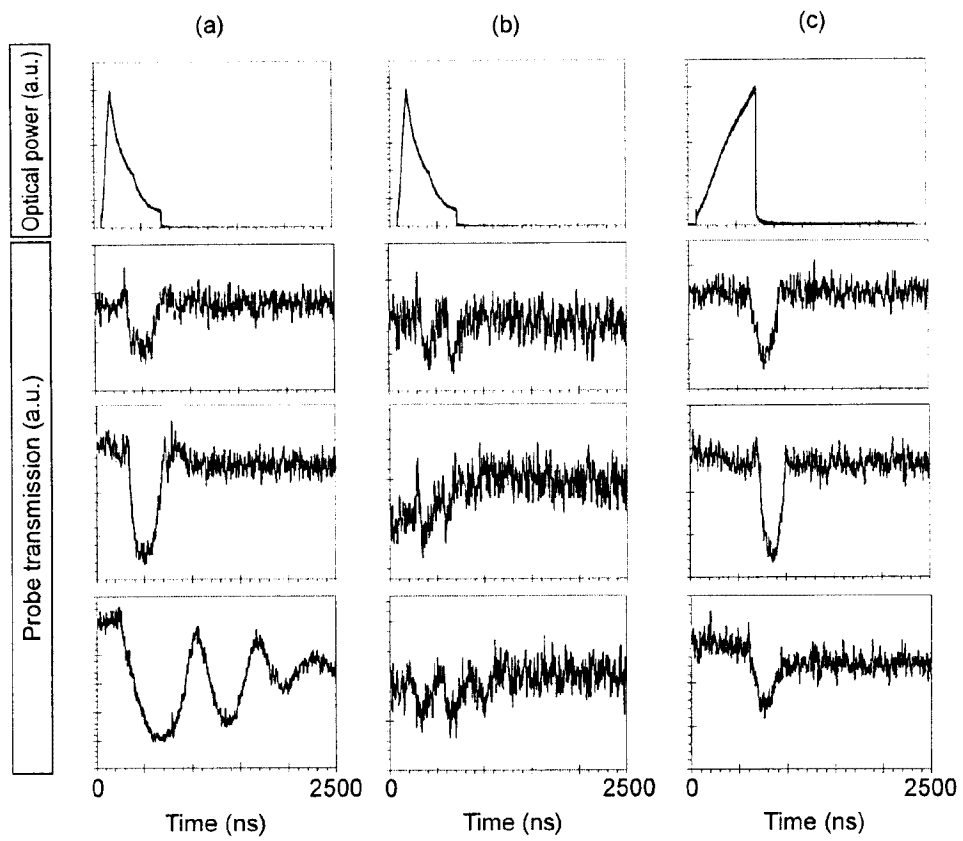 (a) (b) (c)
Optical power (a.u.)
Probe transmission (a.u.)
0 2500 0 2500 0 2500
Time (ns) Time (ns) Time (ns)